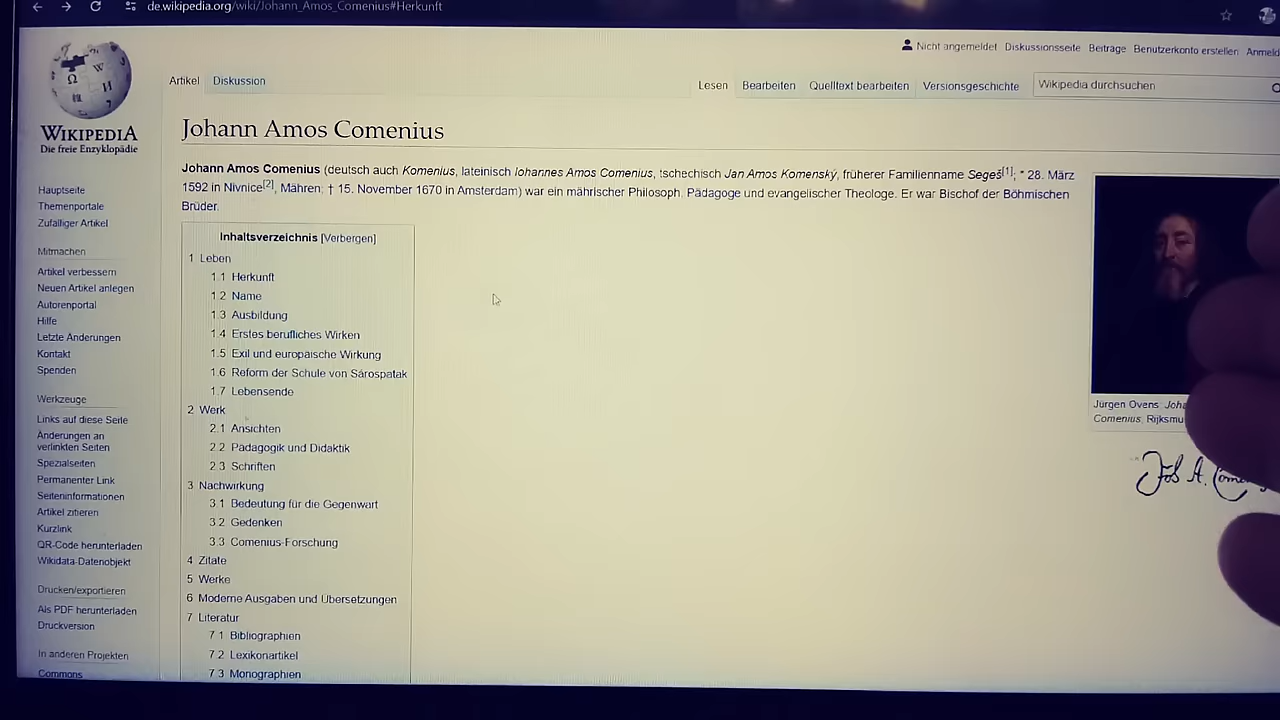 de.wikipedia.org/wiki/Johann_Amos_Comenius#Herkunft
Nicht angemeldet Diskussionsseite Beiträge Benutzerkonto erstellen
Artikel Diskussion
Lesen Bearbeiten Quelltext bearbeiten Versionsgeschichte Wikipedia durchsuchen
WIKIPEDIA
Die freie Enzyklopädie
Hauptseite
Themenportale
Zufälliger Artikel
Mitmachen
Artikel verbessern
Neuen Artikel anlegen
Autorenportal
Hilfe
Letzte Änderungen
Kontakt
Spenden
Werkzeuge
Links auf diese Seite
Änderungen an
verlinkten Seiten
Spezialseiten
Permanenter Link
Seiteninformationen
Artikel zitieren
Kurzlink
QR-Code herunterladen
Wikidata-Datenobjekt
Drucken/exportieren
Als PDF herunterladen
Druckversion
In anderen Projekten
Commons
Johann Amos Comenius
Johann Amos Comenius (deutsch auch Komenius, lateinisch Iohannes Amos Comenius, tschechisch Jan Amos Komenský, früherer Familienname Segeš[1]; * 28. März
1592 in Nivnice[2], Mähren; † 15. November 1670 in Amsterdam) war ein mährischer Philosoph, Pädagoge und evangelischer Theologe. Er war Bischof der Böhmischen
Brüder.
Inhaltsverzeichnis [Verbergen]
1 Leben
1.1 Herkunft
1.2 Name
1.3 Ausbildung
1.4 Erstes berufliches Wirken
1.5 Exil und europäische Wirkung
1.6 Reform der Schule von Sárospatak
1.7 Lebensende
2 Werk
2.1 Ansichten
2.2 Pädagogik und Didaktik
2.3 Schriften
3 Nachwirkung
3.1 Bedeutung für die Gegenwart
3.2 Gedenken
3.3 Comenius-Forschung
4 Zitate
5 Werke
6 Moderne Ausgaben und Übersetzungen
7 Literatur
7.1 Bibliographien
7.2 Lexikonartikel
7.3 Monographien
Jürgen Ovens:
Comenius,